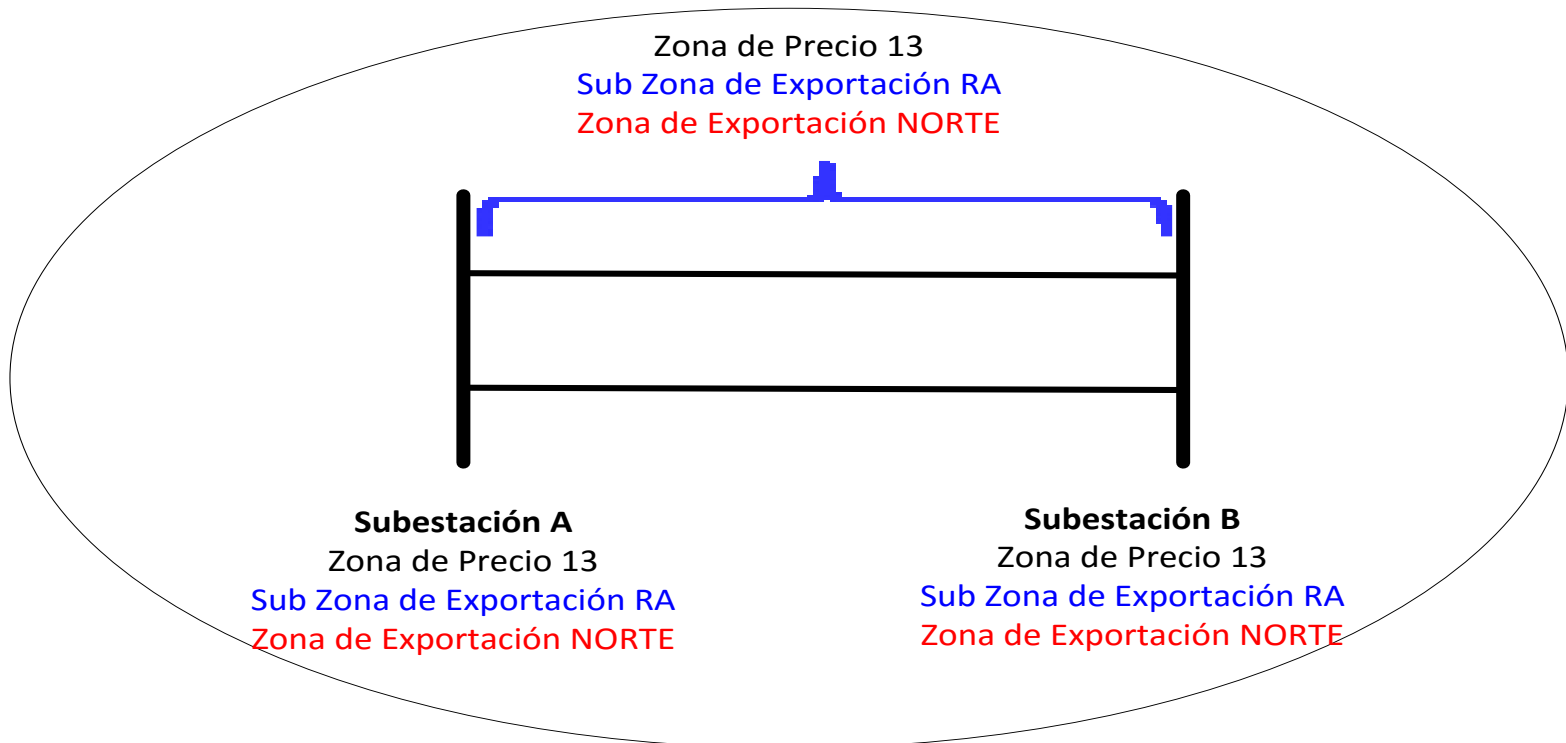 Zona de Precio 13
Sub Zona de Exportación RA
Zona de Exportación NORTE
Subestación A
Zona de Precio 13
Sub Zona de Exportación RA
Zona de Exportación NORTE
Subestación B
Zona de Precio 13
Sub Zona de Exportación RA
Zona de Exportación NORTE